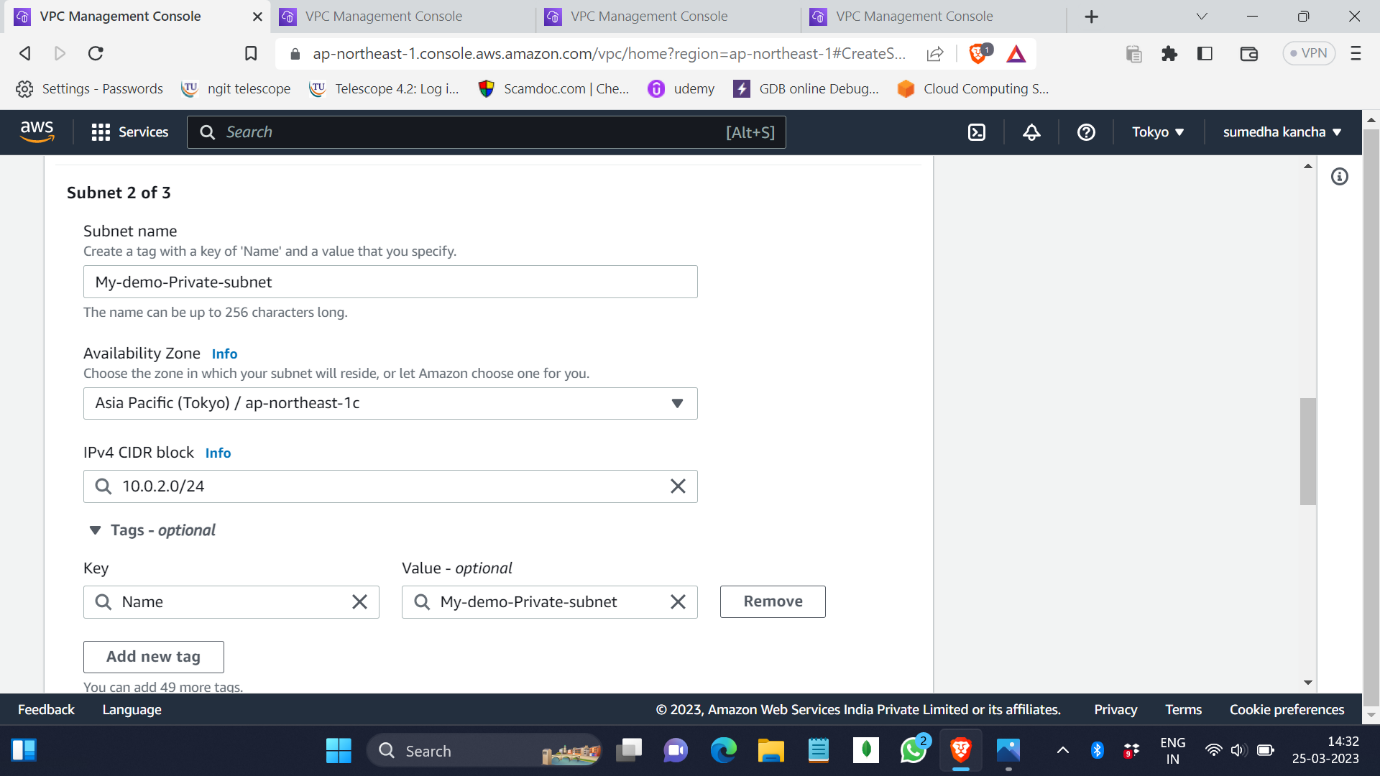 VPC Management Console
VPC Management Console
VPC Management Console
VPC Management Console
ap-northeast-1.console.aws.amazon.com/vpc/home?region=ap-northeast-1#CreateS...
1
VPN
Settings - Passwords
TU
ngit telescope
TU
Telescope 4.2: Log i...
Scamdoc.com | Che...
udemy
GDB online Debug...
Cloud Computing S...
aws
Services
Search
[Alt+S]
Tokyo
sumedha kancha
Subnet 2 of 3
Subnet name
Create a tag with a key of 'Name' and a value that you specify.
My-demo-Private-subnet
The name can be up to 256 characters long.
Availability Zone Info
Choose the zone in which your subnet will reside, or let Amazon choose one for you.
Asia Pacific (Tokyo) / ap-northeast-1c
IPv4 CIDR block Info
10.0.2.0/24
Tags - optional
Key
Value - optional
Name
My-demo-Private-subnet
Remove
Add new tag
You can add 49 more tags.
Feedback
Language
© 2023, Amazon Web Services India Private Limited or its affiliates.
Privacy
Terms
Cookie preferences
Search
2
9
ENG
IN
14:32
25-03-2023